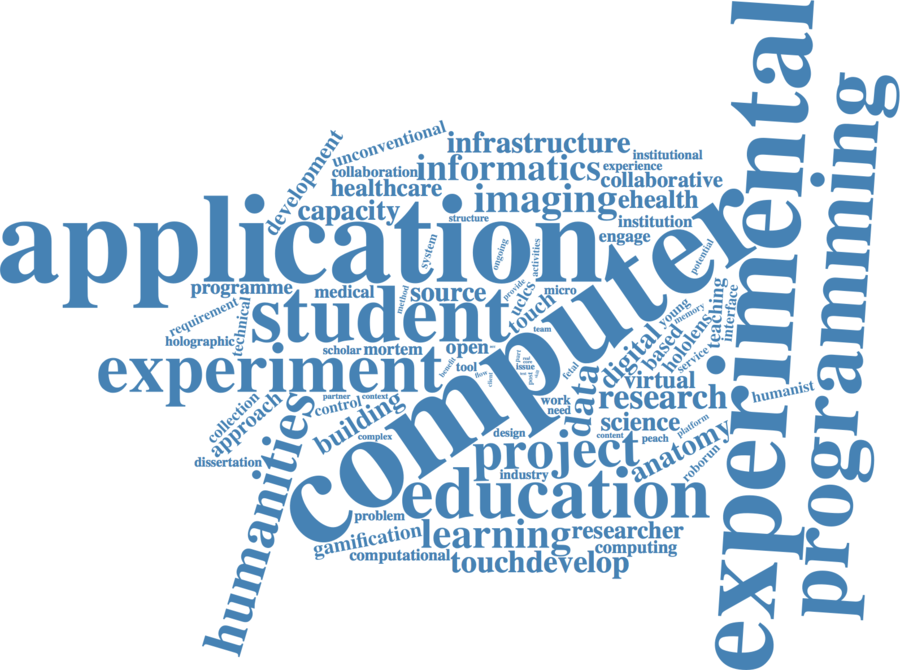 experimental
programming
unconventional
infrastructure
development
institutional
collaboration
informatics
experience
healthcare
collaborative
imaging
ehealth
capacity
structure
institution
application
engage
system
ongoing
activities
potential
computer
programme
medical
method
source
provide
uclcs
micro
touch
requirement
technical
student
team
young
memory
teaching
interface
holographic
scholar
mortem
open
digital
based
hololens
service
experiment
benefit
tool
flow
client
issue
fetal
virtual
partner
context
work
need
data
research
humanist
collection
approach
control
building
complex
design
content
science
peach
platform
dissertation
humanities
project
industry
anatomy
roborun
education
problem
gamification
learning
researcher
computing
computational
touchdevelop